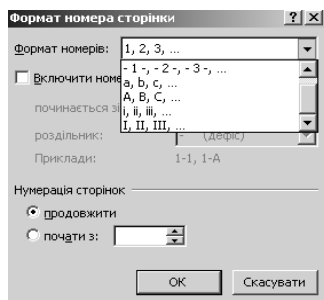 Формат номера сторінки
Формат номерів: 1, 2, 3, ...
- 1 -, - 2 -, - 3 -, ...
a, b, c, ...
A, B, C, ...
i, ii, iii, ...
I, II, III, ...
Включити номе
починається з
роздільник: - (дефіс)
Приклади: 1-1, 1-A
Нумерація сторінок
продовжити
почати з:
ОК Скасувати